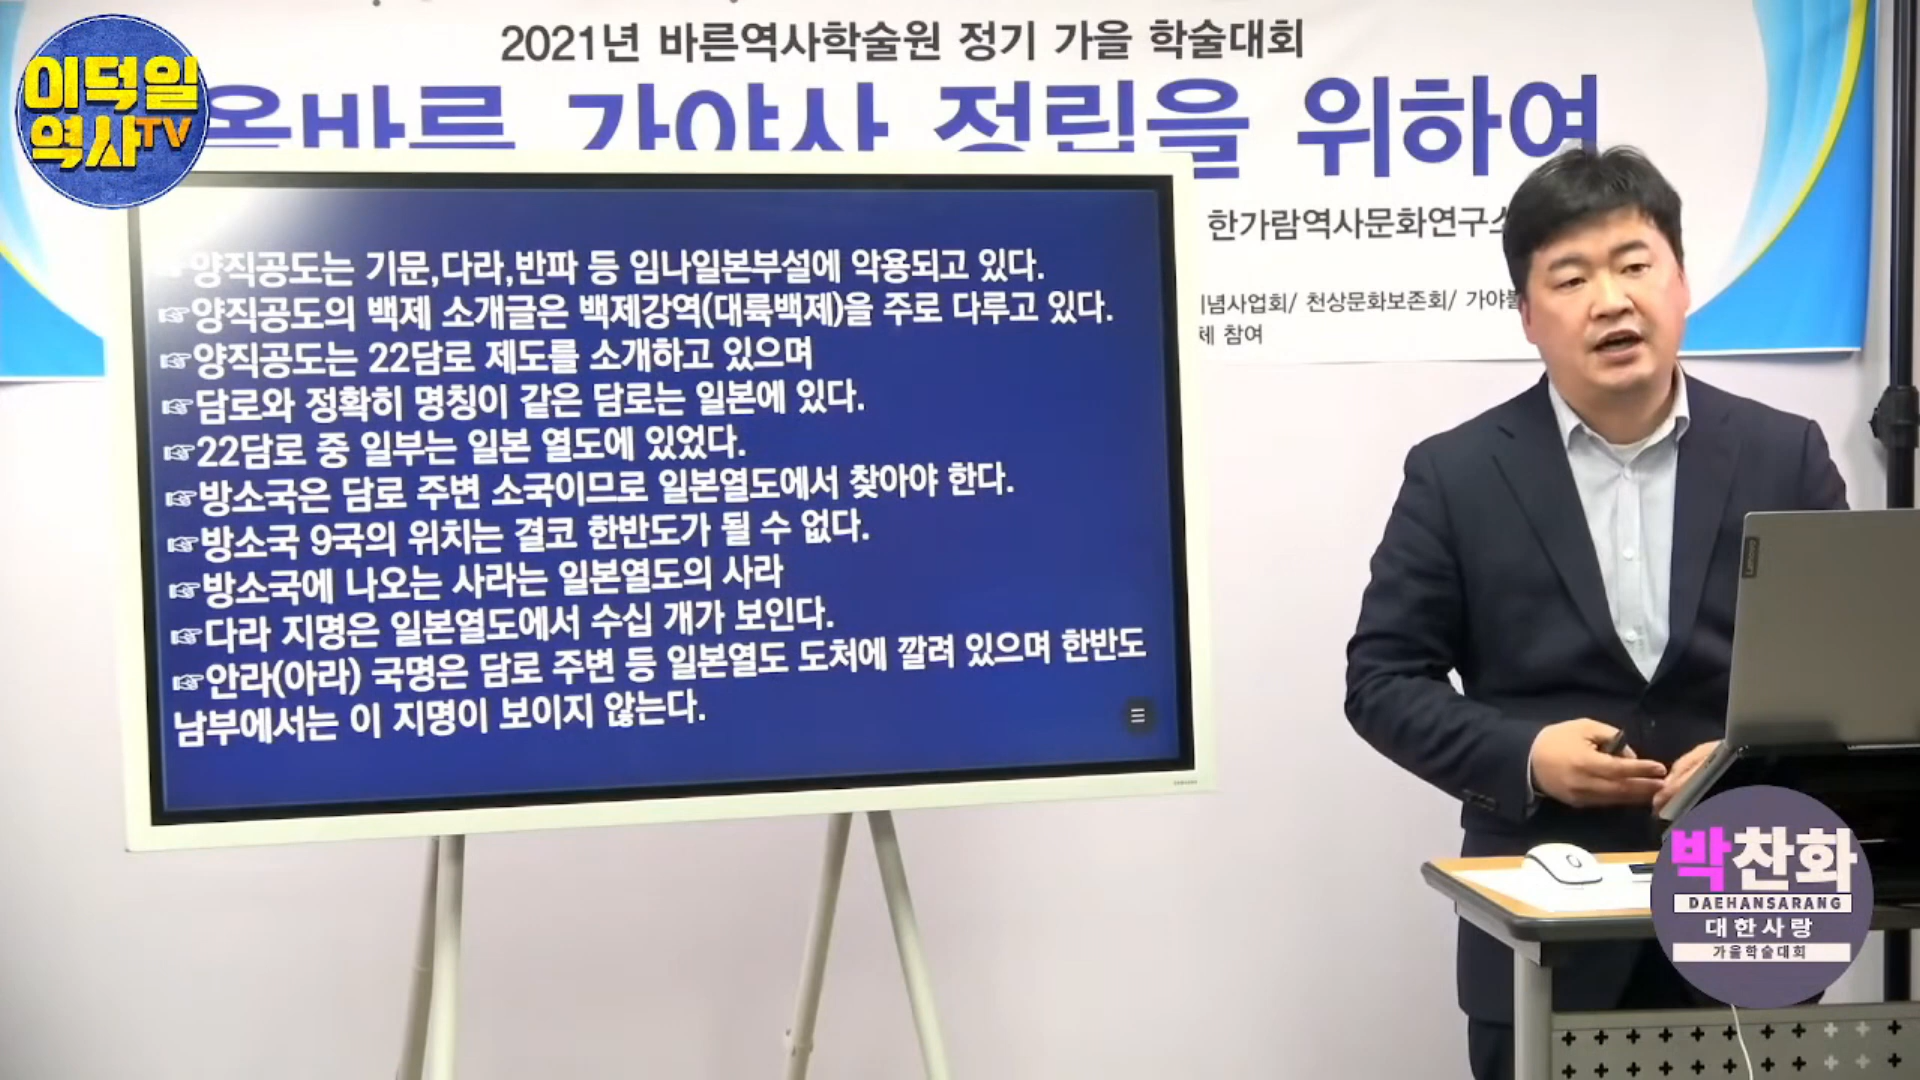 이덕일
역사TV
2021년 바른역사학술원 정기 가을 학술대회
올바른 가야사 정립을 위하여
한가람역사문화연구소
념사업회/ 천상문화보존회/
체 참여
☞양직공도는 기문,다라,반파 등 임나일본부설에 악용되고 있다.
☞양직공도의 백제 소개글은 백제강역(대륙백제)을 주로 다루고 있다.
☞양직공도는 22담로 제도를 소개하고 있으며
☞담로와 정확히 명칭이 같은 담로는 일본에 있다.
☞22담로 중 일부는 일본 열도에 있었다.
☞방소국은 담로 주변 소국이므로 일본열도에서 찾아야 한다.
☞방소국 9국의 위치는 결코 한반도가 될 수 없다.
☞방소국에 나오는 사라는 일본열도의 사라
☞다라 지명은 일본열도에서 수십 개가 보인다.
☞안라(아라) 국명은 담로 주변 등 일본열도 도처에 깔려 있으며 한반도
남부에서는 이 지명이 보이지 않는다.
SAMSUNG
Lenovo
박찬화
DAEHANSARANG
대한사랑
가을학술대회